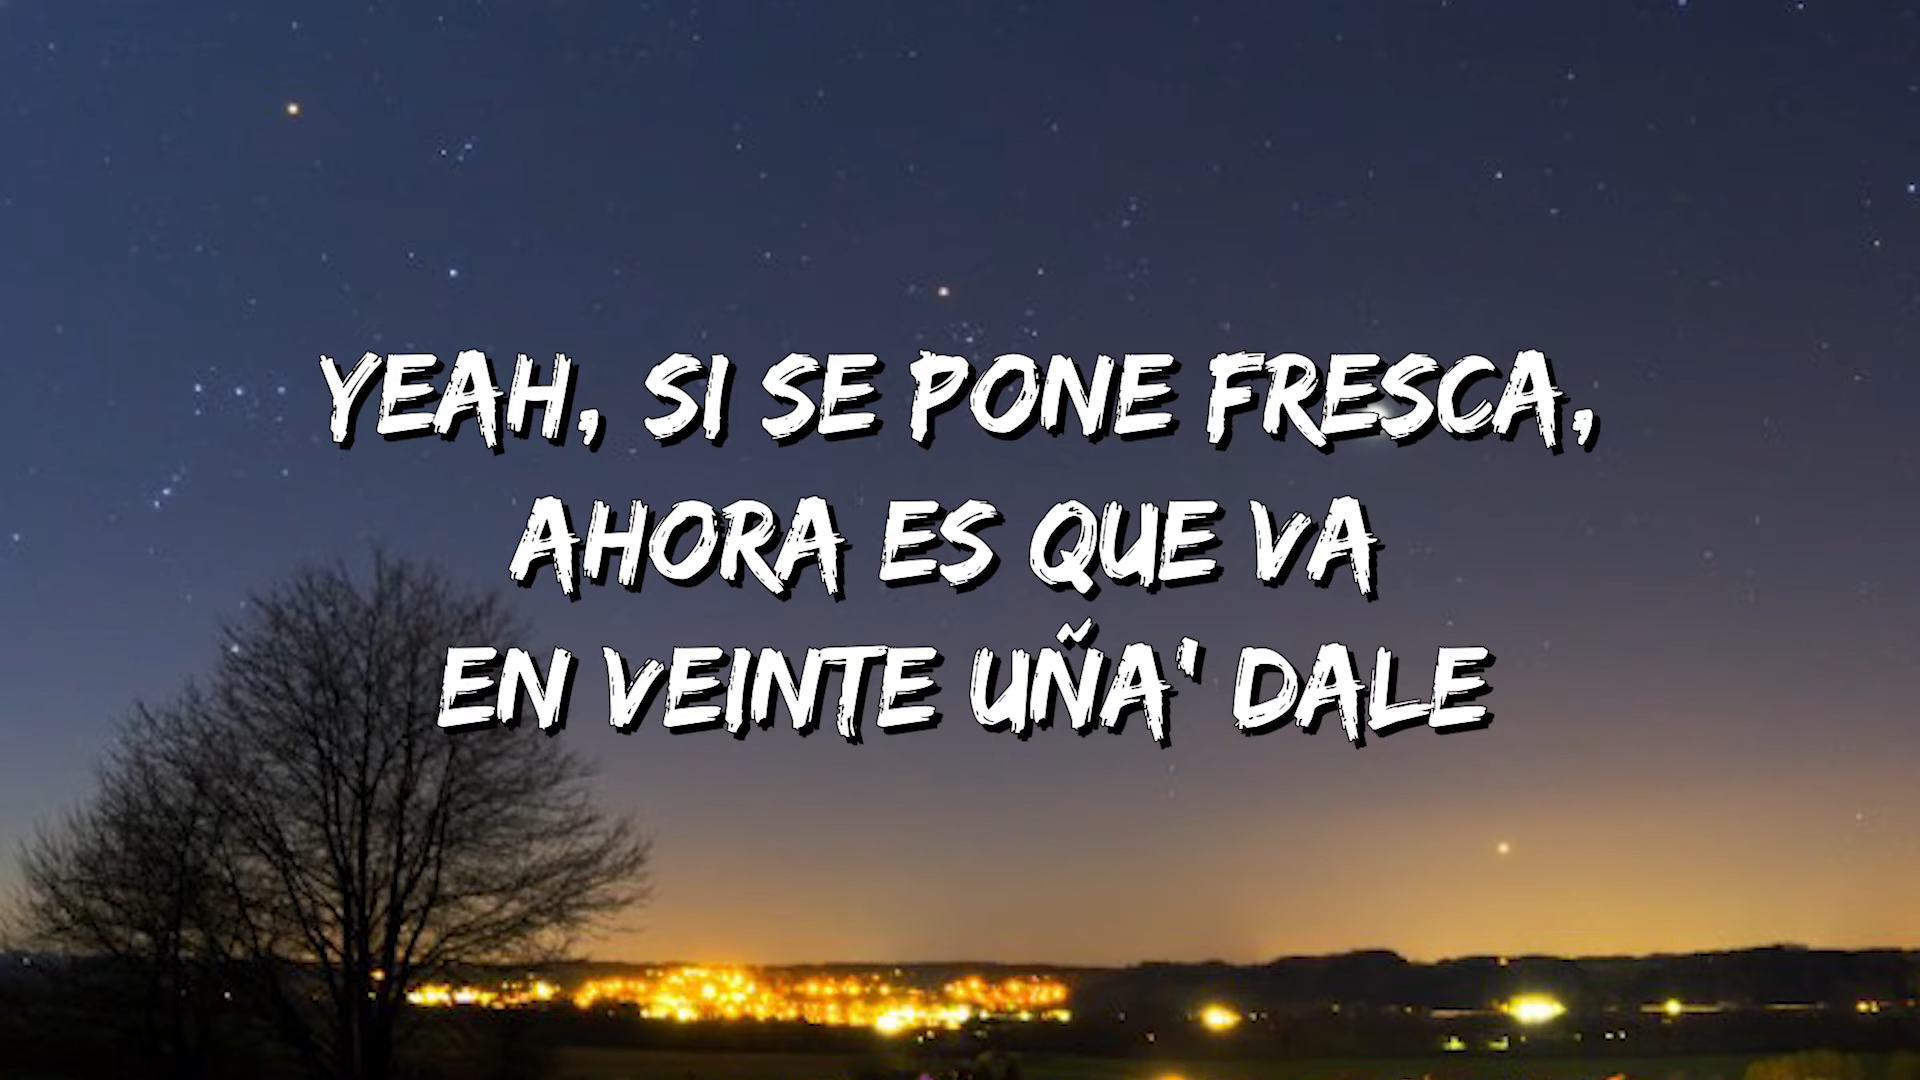 YEAH, SI SE PONE FRESCA,
AHORA ES QUE VA
EN VEINTE UÑA' DALE